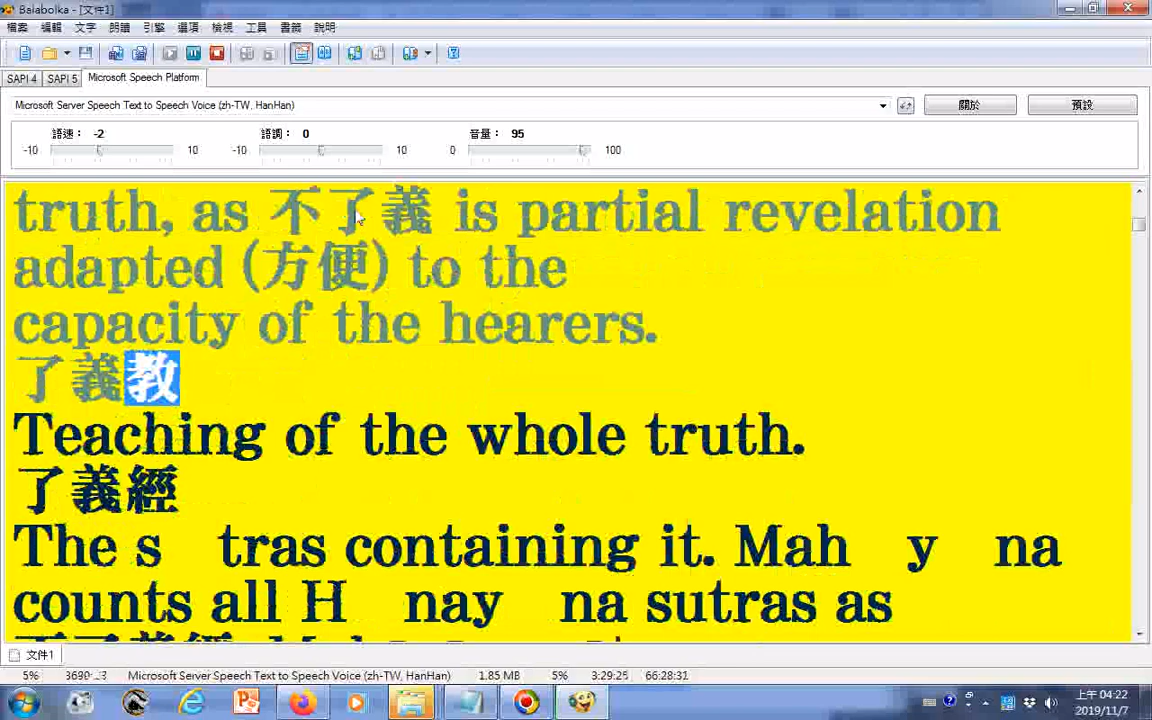 Balabolka - [文件1]
檔案 編輯 文字 朗讀 引擎 選項 檢視 工具 書籤 說明
SAPI 4 SAPI 5 Microsoft Speech Platform
Microsoft Server Speech Text to Speech Voice (zh-TW, HanHan) 關於 預設
語速： -2 語調： 0 音量： 95
-10 10 -10 10 0 100
truth, as 不了義 is partial revelation
adapted (方便) to the
capacity of the hearers.
了義教
Teaching of the whole truth.
了義經
The s tras containing it. Mah y na
counts all H nay na sutras as
文件1
5% Microsoft Server Speech Text to Speech Voice (zh-TW, HanHan) 1.85 MB 5% 3:29:25 66:28:31
上午 04:22
2019/11/7